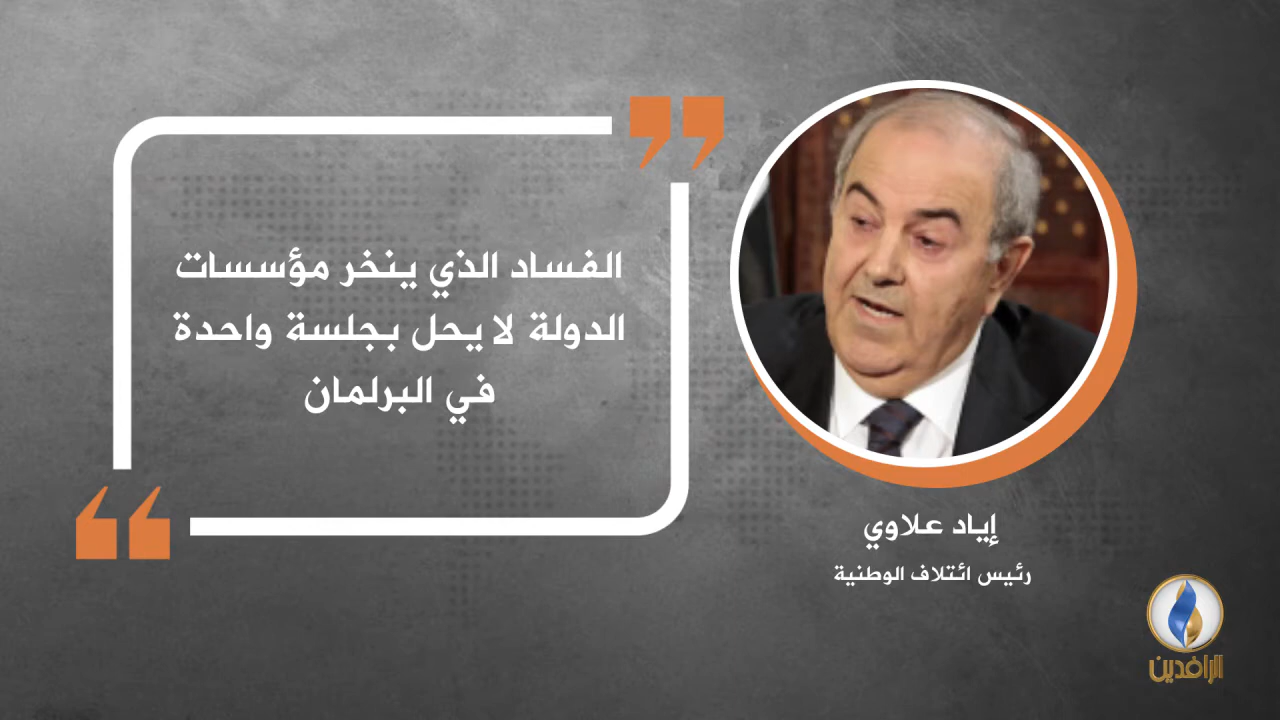 الفساد الذي ينخر مؤسسات
الدولة لا يحل بجلسة واحدة
في البرلمان
إياد علاوي
رئيس ائتلاف الوطنية
الرافدين